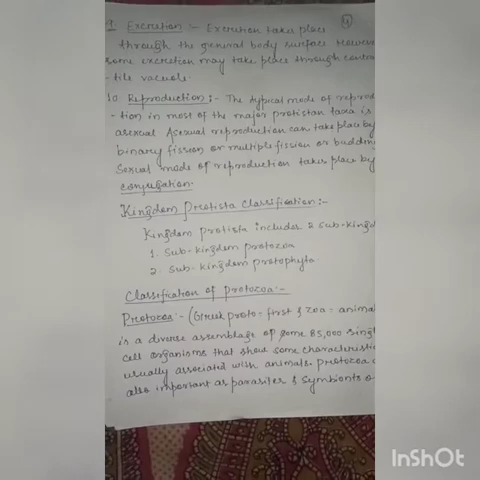 9. Excretion:- Excretion take place
through the general body surface However
some excretion may take place through contrac
-tile vacuole.
10. Reproduction:- The typical mode of reprod
-tion in most of the major protistan taxa is
asexual Asexual reproduction can take place by
binary fission or multiple fission or budding
Sexual mode of reproduction takes place by
conjugation.
Kingdom Protista Classification:-
Kingdom protista includes 2 sub-kingd
1. Sub-kingdom protozoa
2. Sub-kingdom protophyta
Classification of protozoa:-
Protozoa:- (Greek proto = first & zoa = animal
is a diverse assemblage of some 85,000 singl
cell organisms that show some characteristic
usually associated with animals. Protozoa a
also important as parasites & symbionts o
InShOt